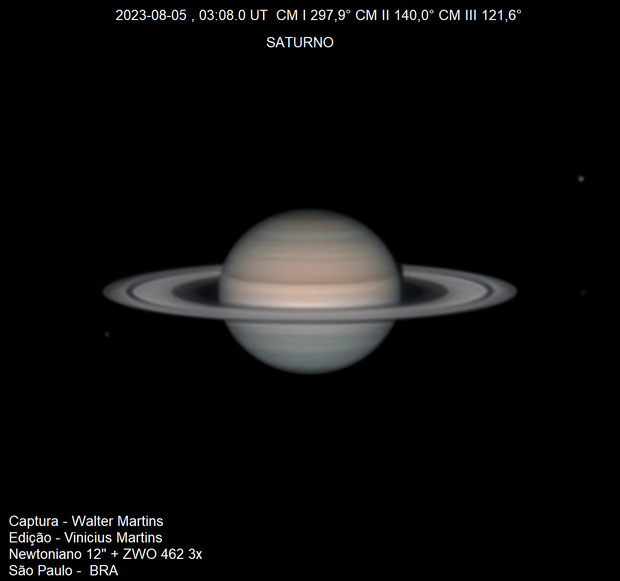 2023-08-05 , 03:08.0 UT  CM I 297,9° CM II 140,0° CM III 121,6°
SATURNO
Captura - Walter Martins
Edição - Vinicius Martins
Newtoniano 12" + ZWO 462 3x
São Paulo -  BRA